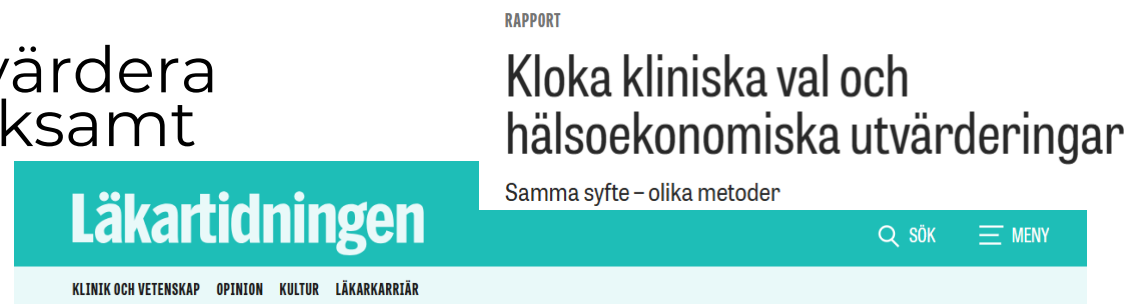 värdera
ksamt
RAPPORT
Kloka kliniska val och
hälsoekonomiska utvärderingar
Samma syfte – olika metoder
Läkartidningen
SÖK
MENY
KLINIK OCH VETENSKAP OPINION KULTUR LÄKARKARRIÄR